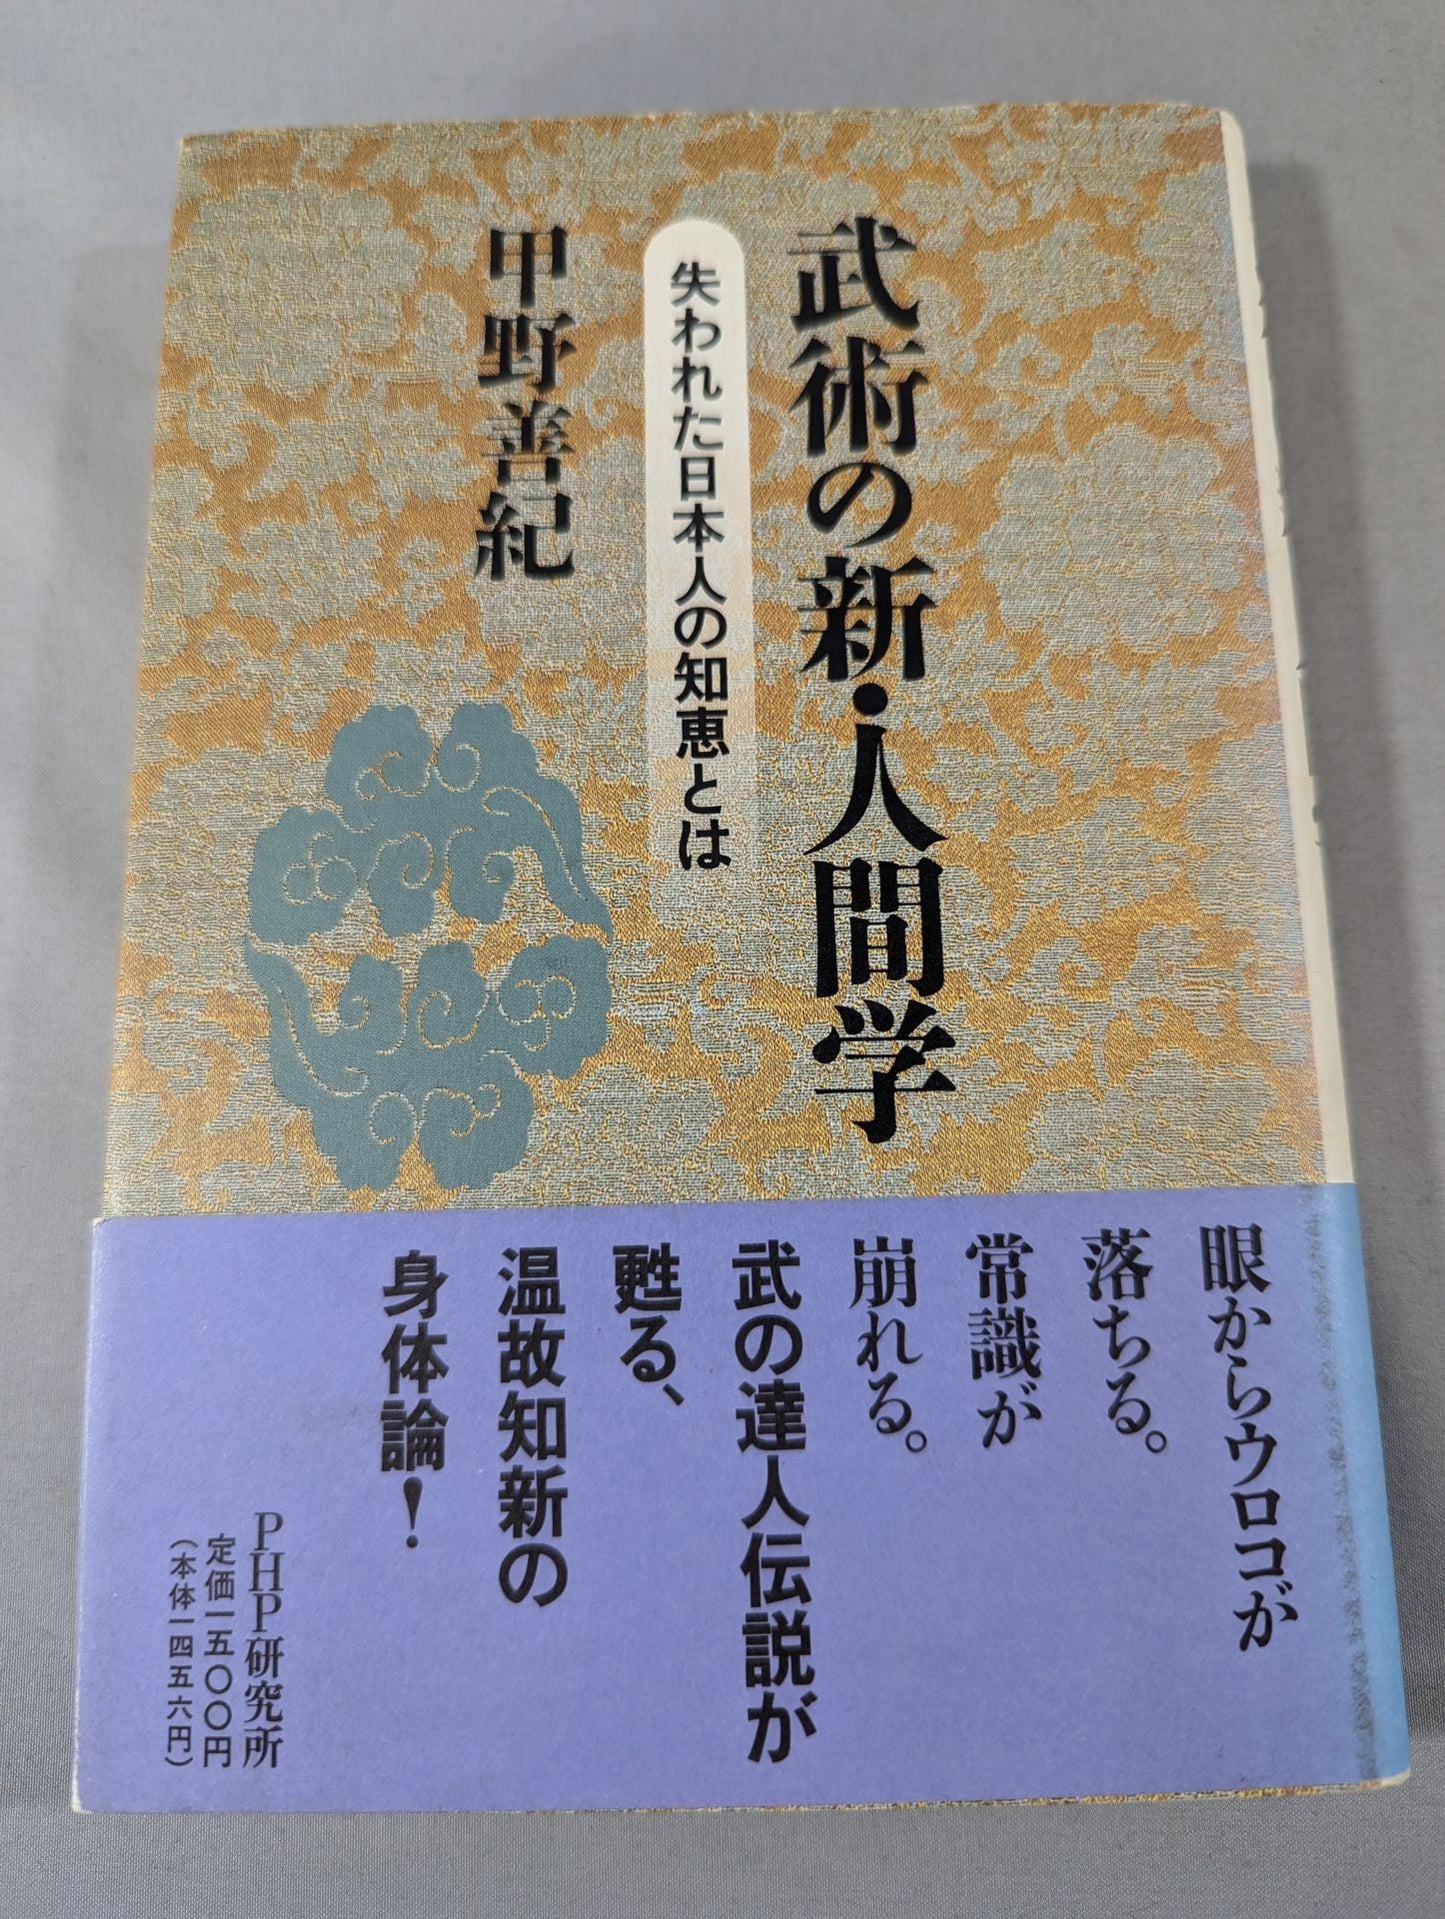 武術の新・人間学
失われた日本人の知恵とは
甲野善紀
眼からウロコが
落ちる。
常識が
崩れる。
武の達人伝説が
甦る、
温故知新の
身体論！
PHP研究所
定価一五〇〇円
（本体一四五六円）